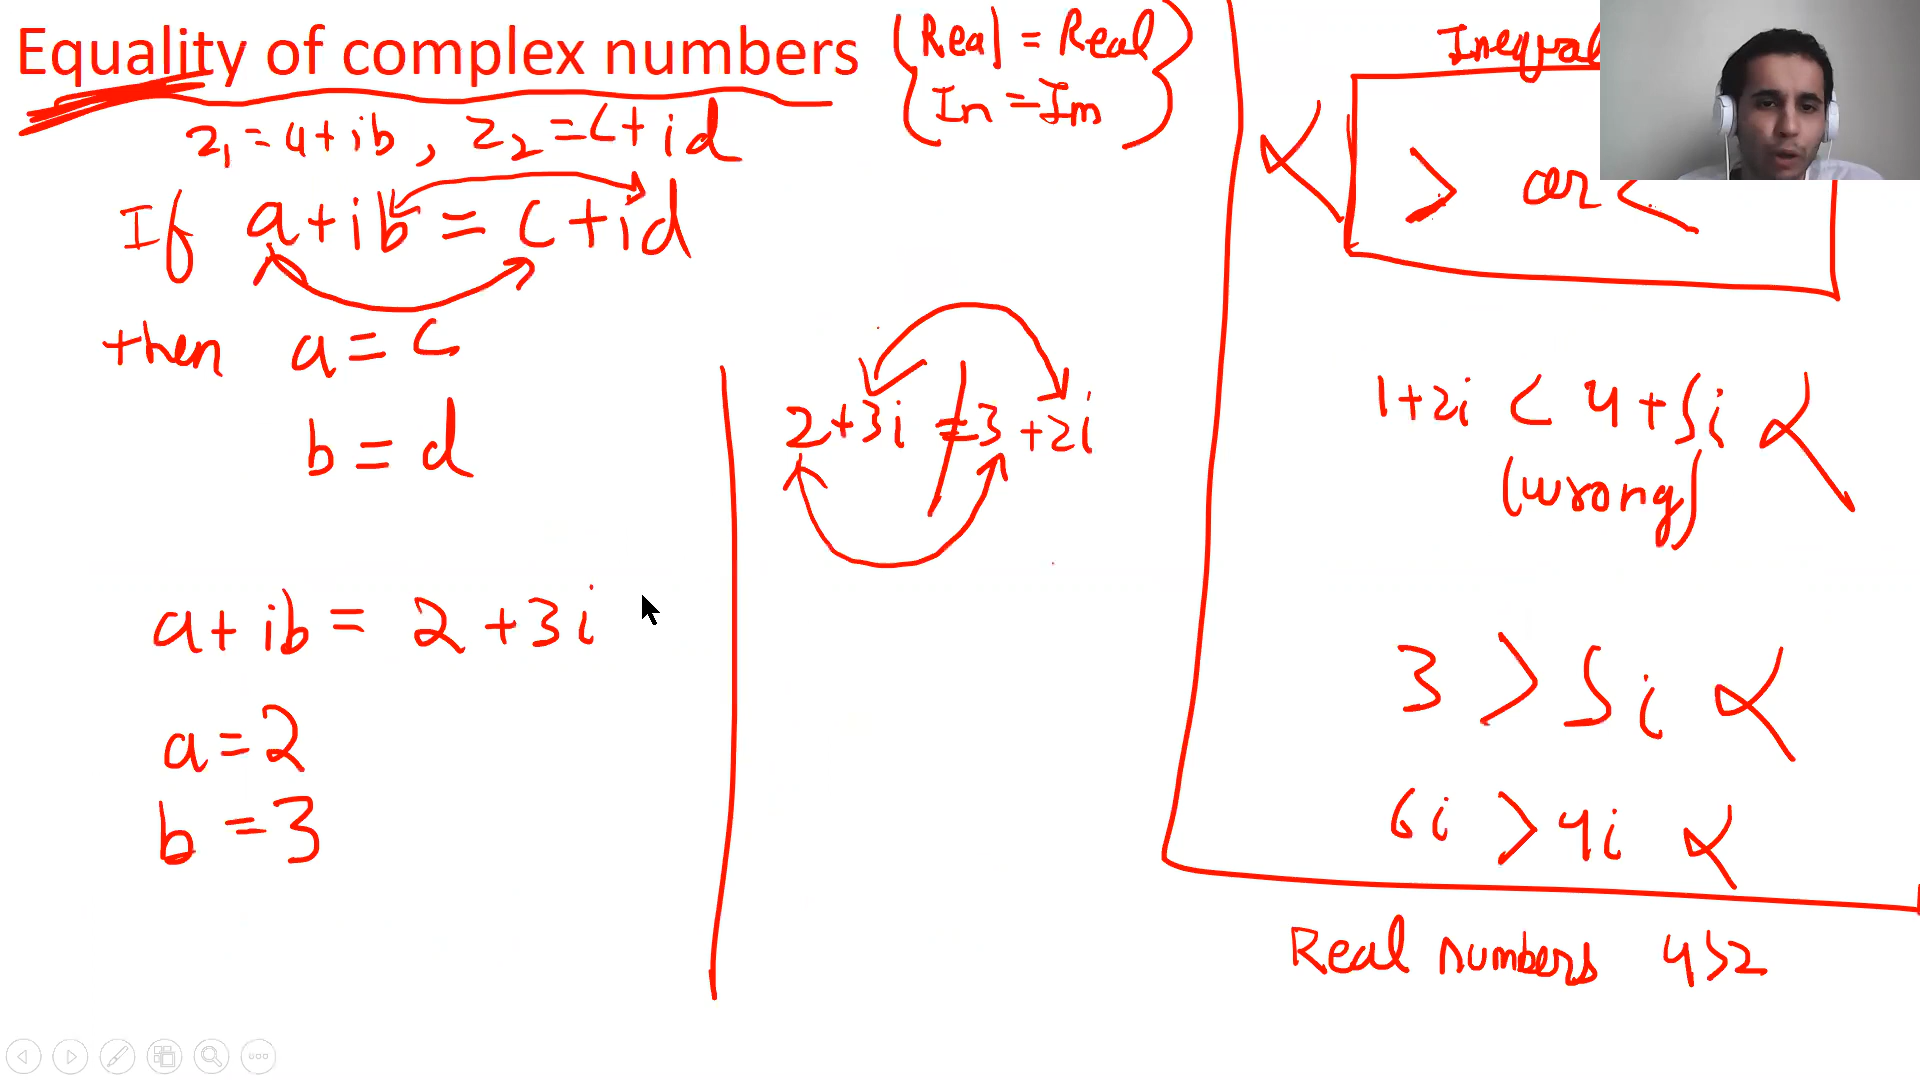 Equality of complex numbers
(Real = Real)
(In = Im)
z₁ = a+ib, z₂ = c+id
If a+ib = c+id
then a = c
b = d
a+ib = 2+3i
a=2
b=3
2+3i ≠ 3+2i
> or <
1+2i < 4+5i
(wrong)
3 > 5i
6i > 4i
Real numbers 4>2